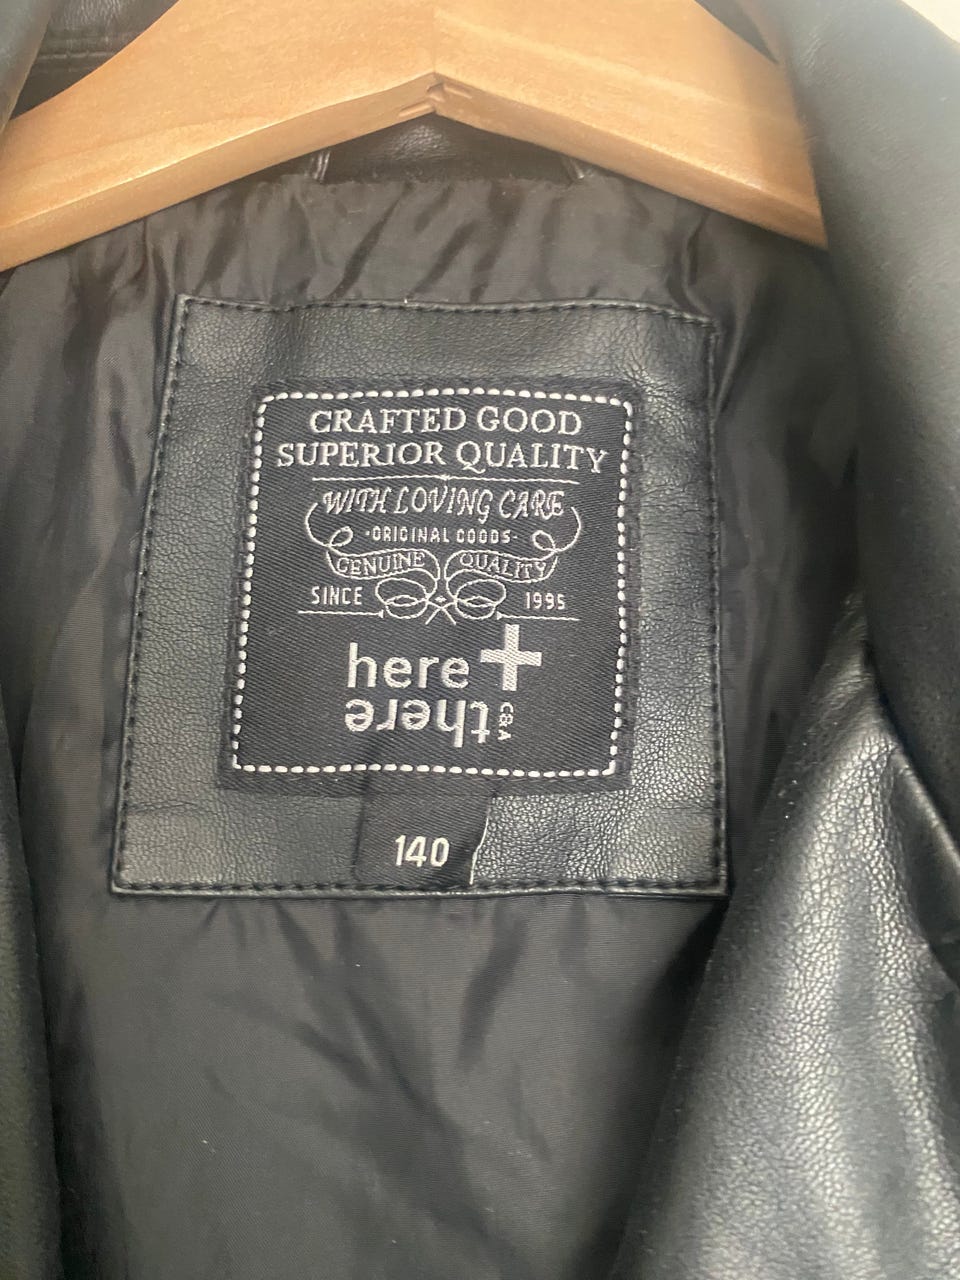 CRAFTED GOOD
SUPERIOR QUALITY
WITH LOVING CARE
·ORIGINAL GOODS·
GENUINE QUALITY
SINCE 1995
here +
there C&A
140